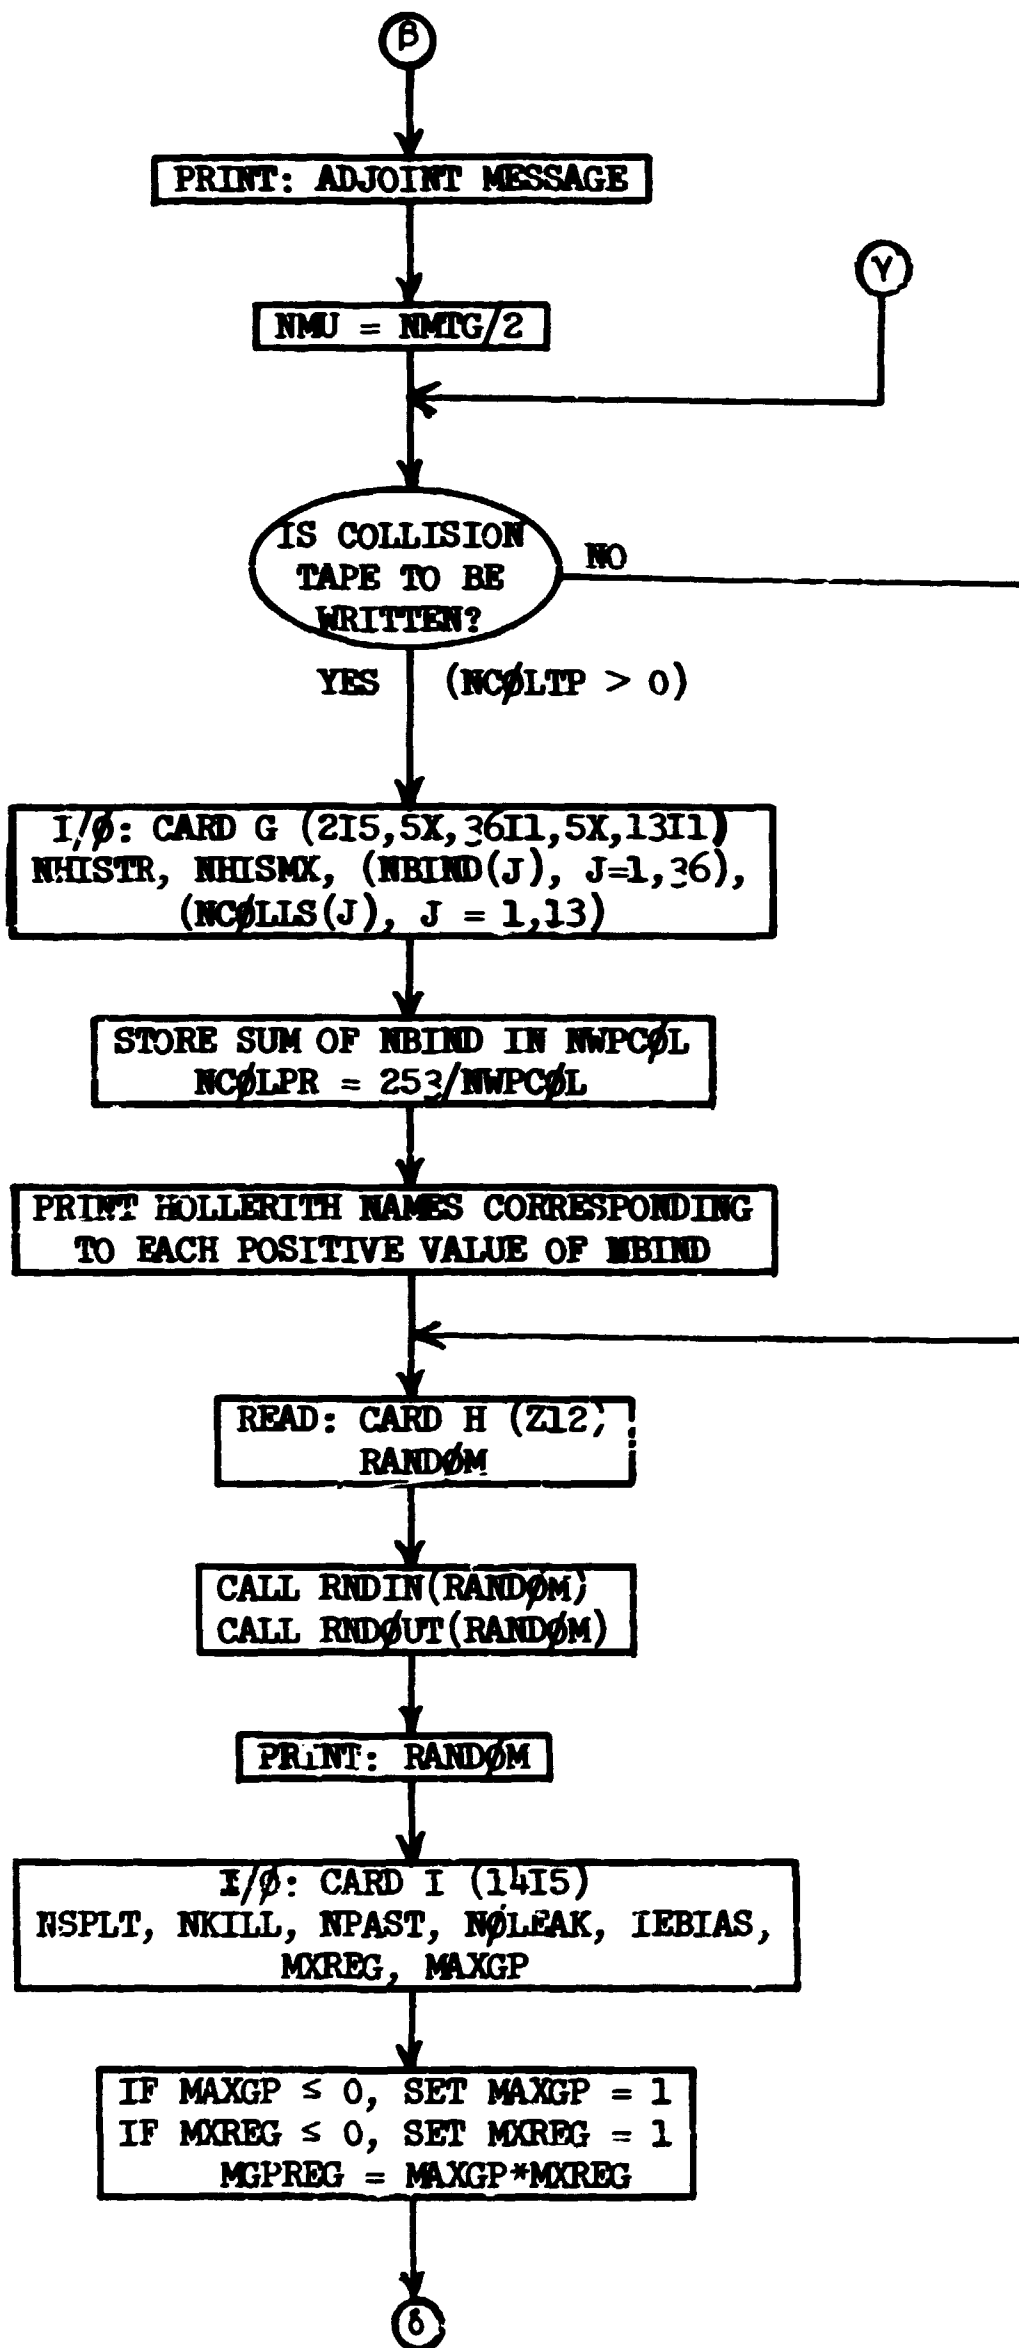 β
PRINT: ADJOINT MESSAGE
γ
NMU = NMTG/2
IS COLLISION
TAPE TO BE
WRITTEN?
NO
YES (NCØLTP > 0)
I/Ø: CARD G (2I5,5X,36I1,5X,13I1)
NHISTR, NHISMX, (NBIND(J), J=1,36),
(NCØLLS(J), J = 1,13)
STORE SUM OF NBIND IN NWPCØL
NCØLPR = 253/NWPCØL
PRINT HOLLERITH NAMES CORRESPONDING
TO EACH POSITIVE VALUE OF NBIND
READ: CARD H (Z12)
RANDØM
CALL RNDIN(RANDØM)
CALL RNDØUT(RANDØM)
PRINT: RANDØM
I/Ø: CARD I (14I5)
NSPLT, NKILL, NPAST, NØLEAK, IEBIAS,
MXREG, MAXGP
IF MAXGP ≤ 0, SET MAXGP = 1
IF MXREG ≤ 0, SET MXREG = 1
MGPREG = MAXGP*MXREG
δ